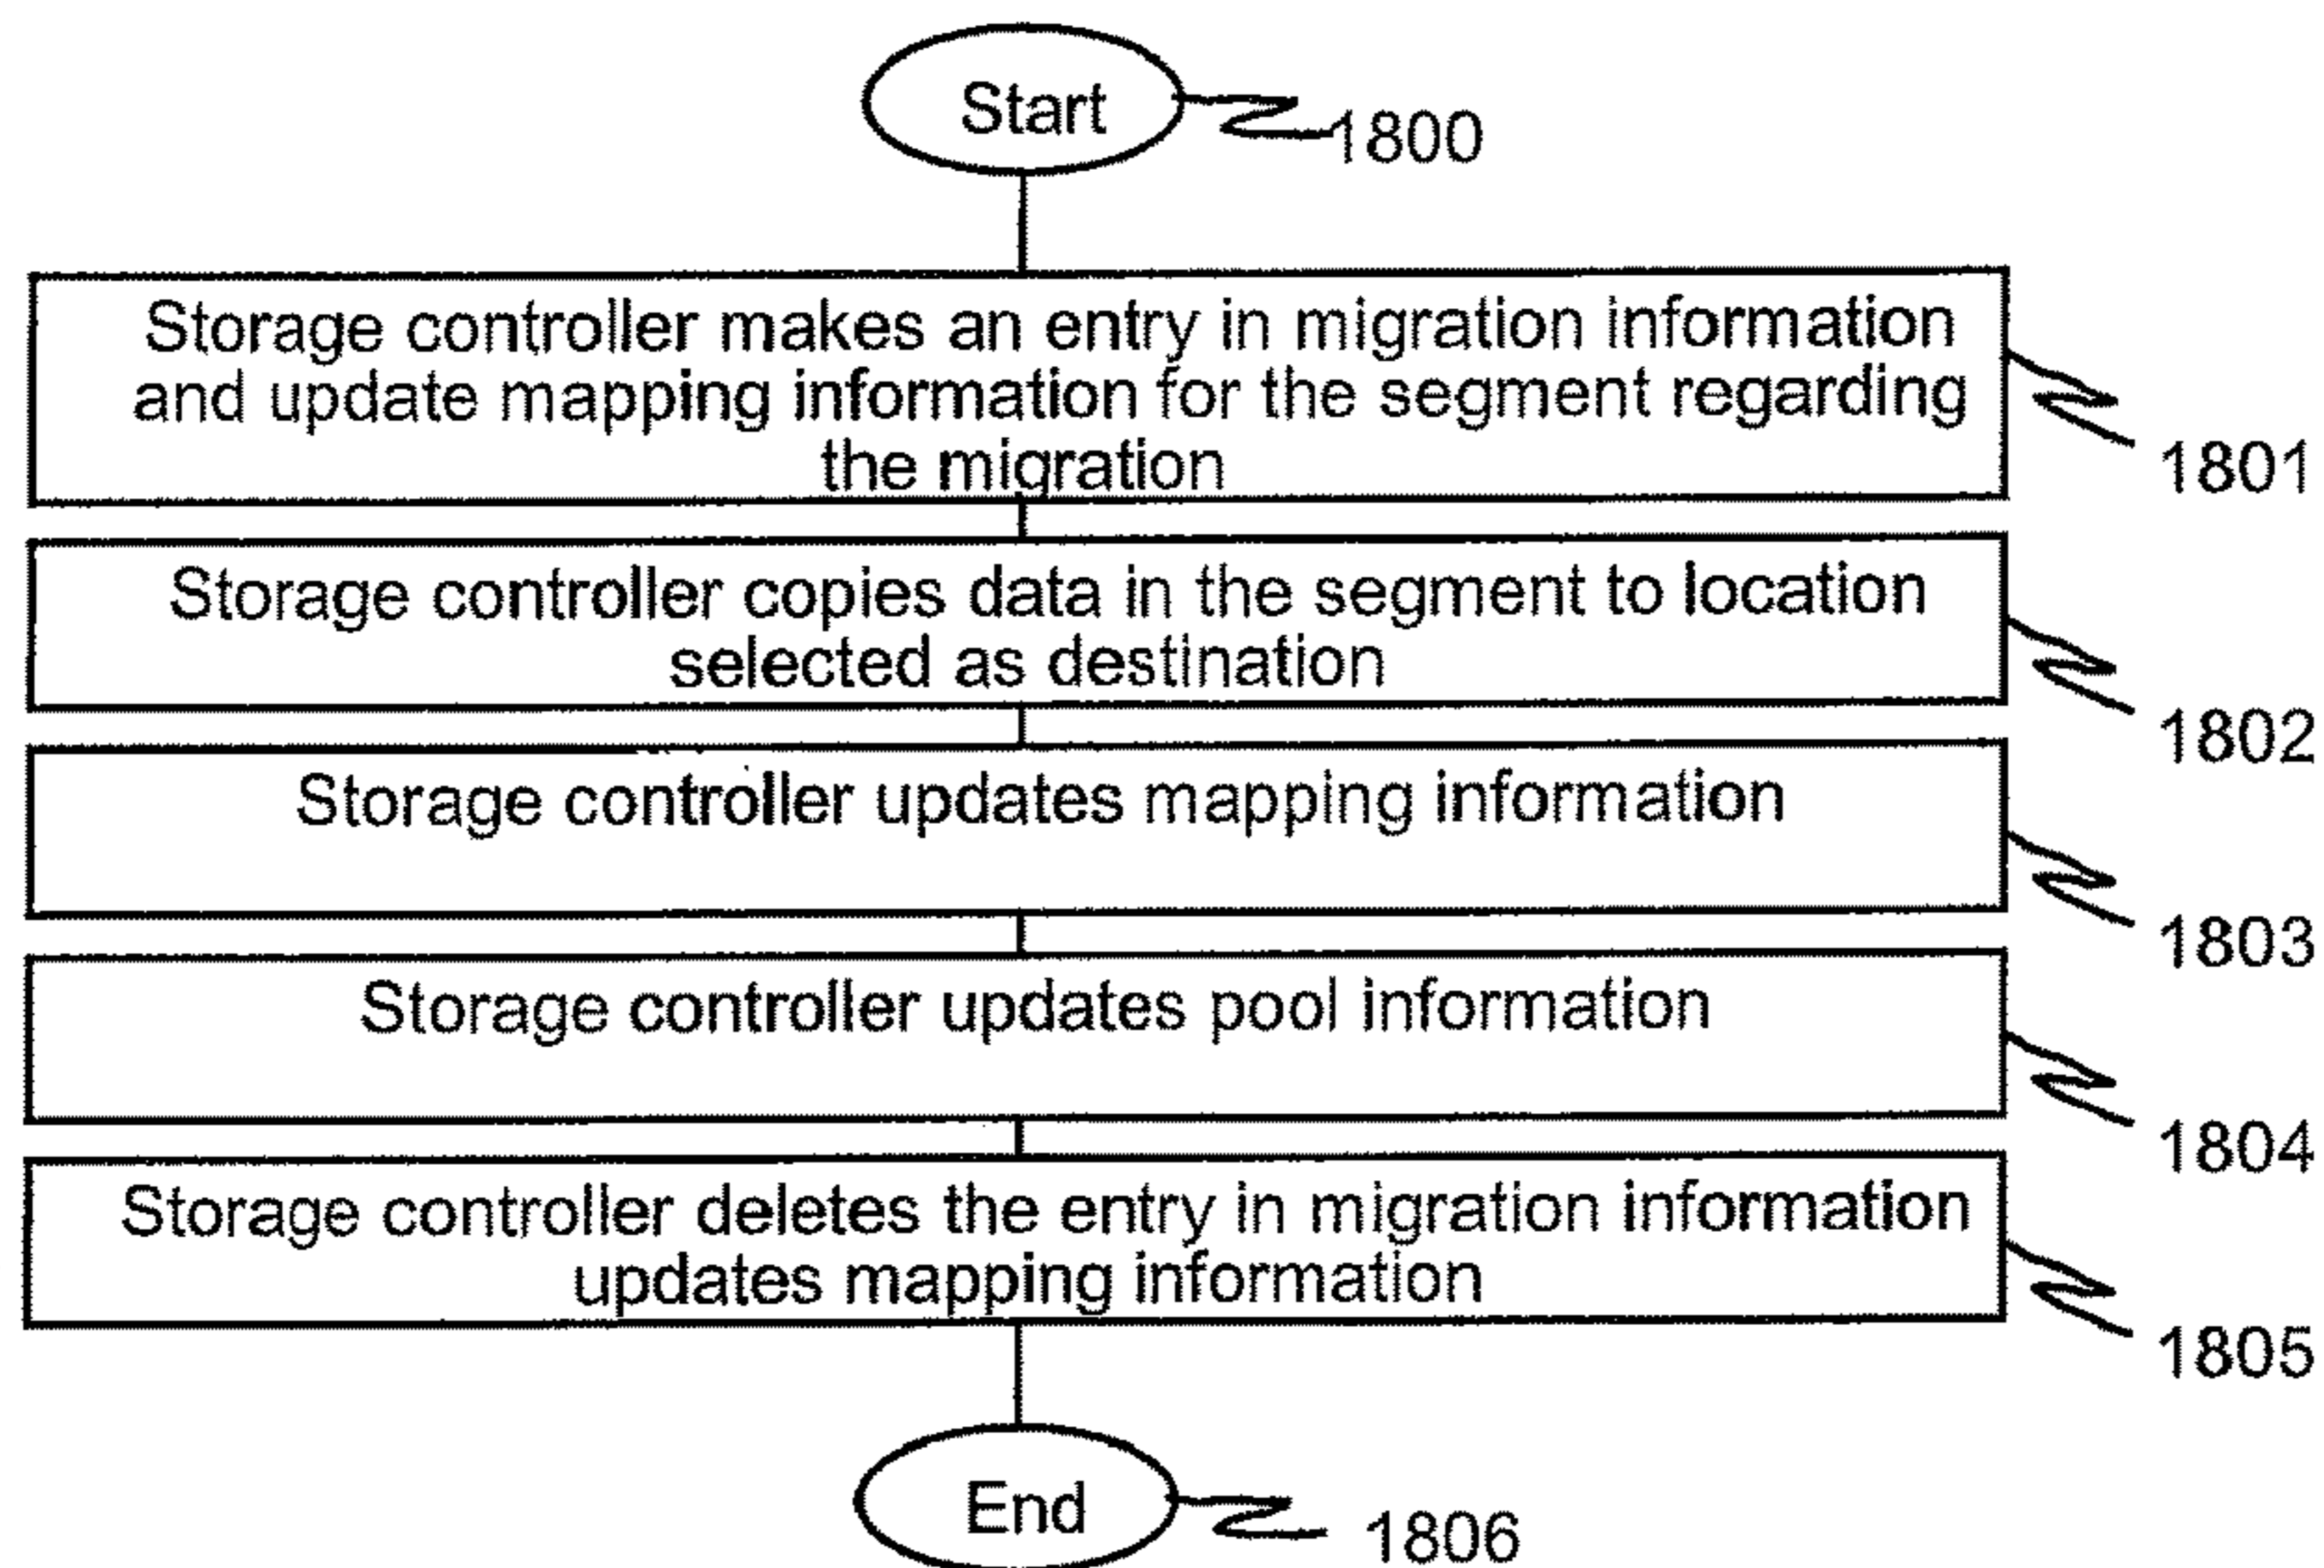 Start
1800
Storage controller makes an entry in migration information
and update mapping information for the segment regarding
the migration
1801
Storage controller copies data in the segment to location
selected as destination
1802
Storage controller updates mapping information
1803
Storage controller updates pool information
1804
Storage controller deletes the entry in migration information
updates mapping information
1805
End
1806